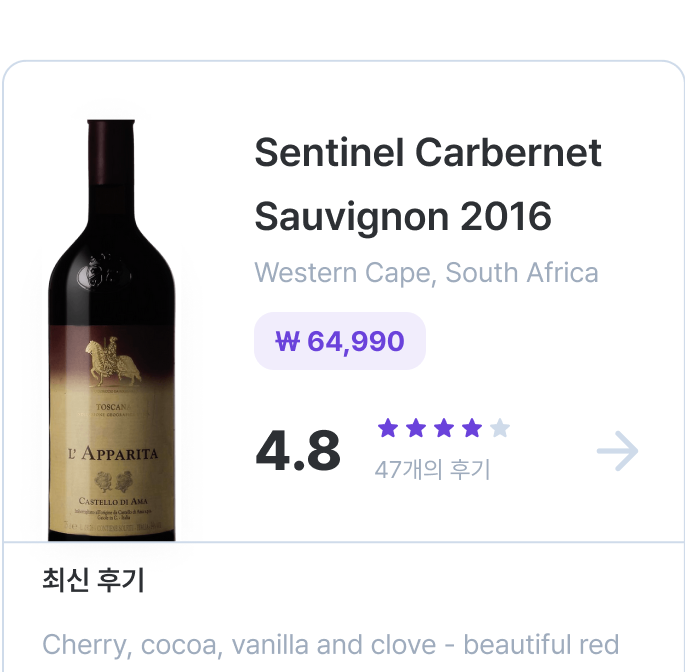 Sentinel Carbernet
Sauvignon 2016
Western Cape, South Africa
₩ 64,990
TOSCANA
L' APPARITA
CASTELLO DI AMA
4.8
47개의 후기
최신 후기
Cherry, cocoa, vanilla and clove - beautiful red